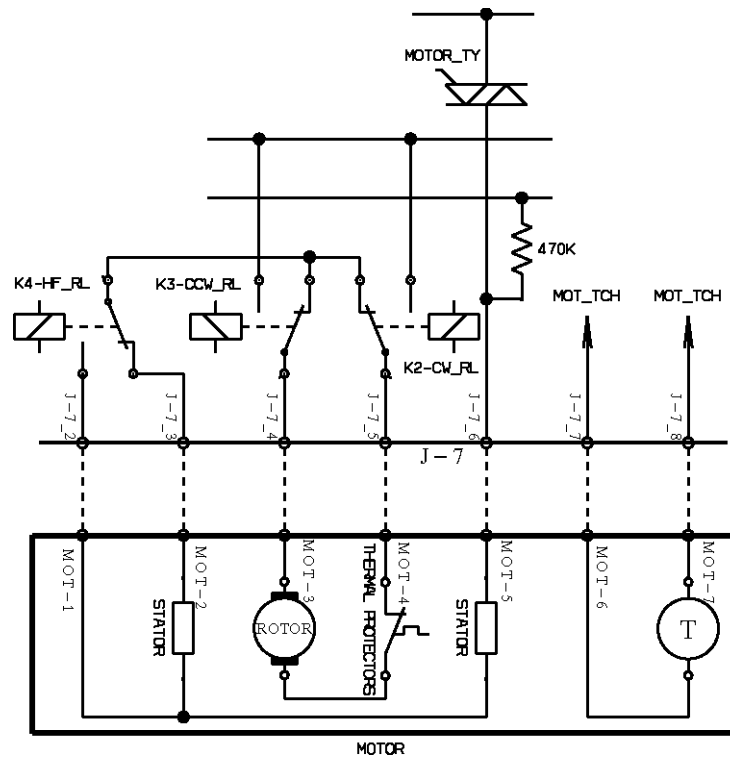 MOTOR_TY
470K
K4-HF_RL
K3-CCW_RL
MOT_TCH
MOT_TCH
K2-CW_RL
J-7_2
J-7_3
J-7_4
J-7_5
J-7_6
J-7_7
J-7_8
J-7
MOT-1
MOT-2
MOT-3
MOT-4
MOT-5
MOT-6
MOT-7
STATOR
ROTOR
THERMAL PROTECTORS
STATOR
T
MOTOR